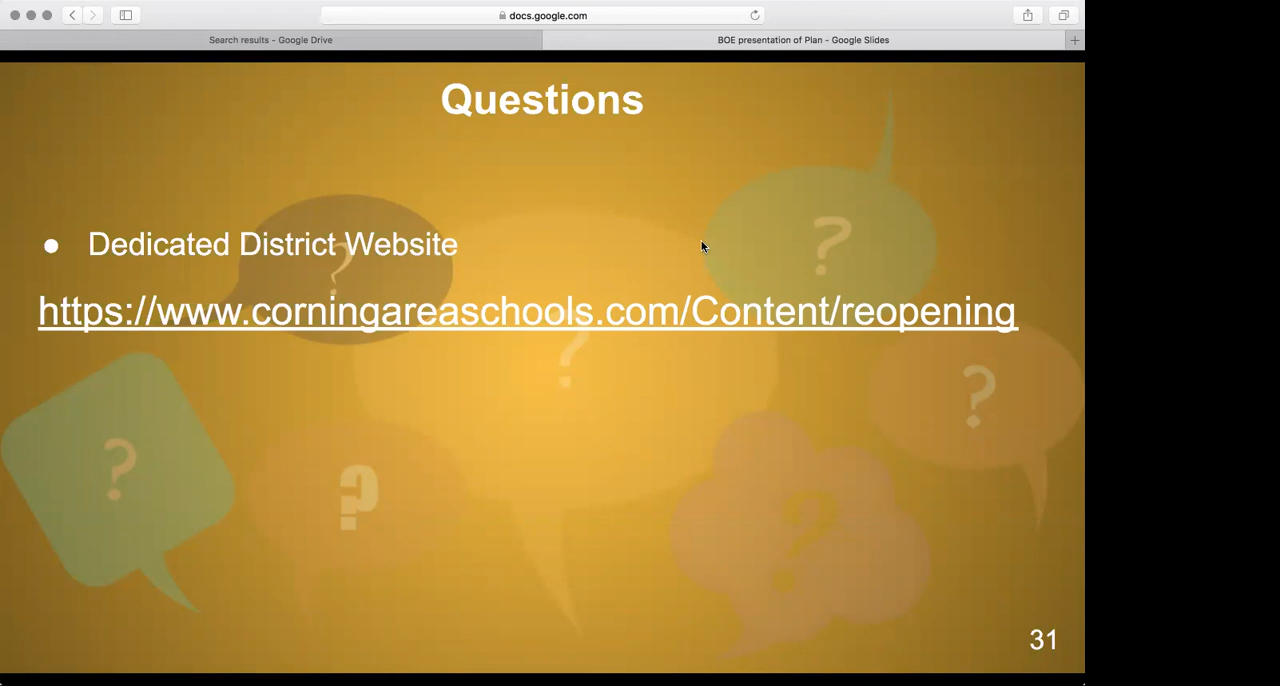 docs.google.com
Search results - Google Drive
BOE presentation of Plan - Google Slides
Questions
● Dedicated District Website
https://www.corningareaschools.com/Content/reopening
?
?
?
?
?
?
?
31